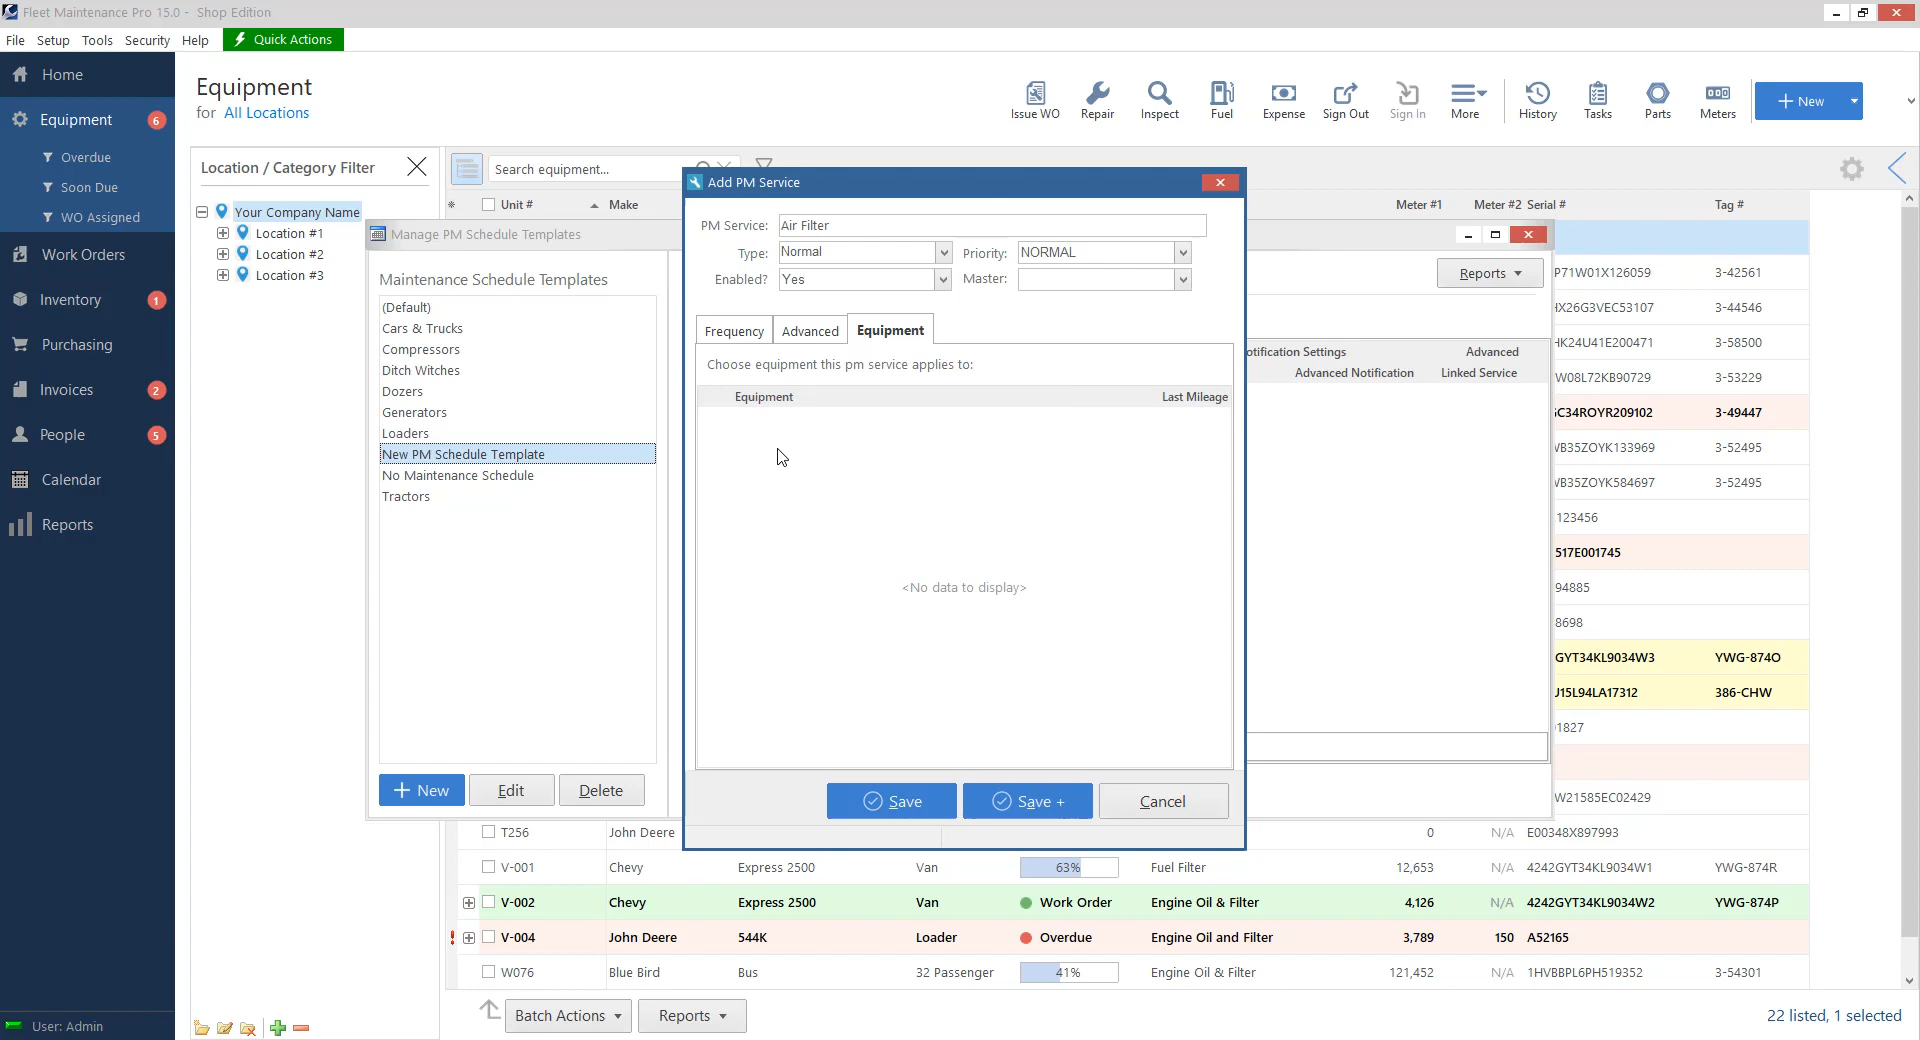 Fleet Maintenance Pro 15.0 - Shop Edition
File Setup Tools Security Help Quick Actions
Home
Equipment 6
Overdue
Soon Due
WO Assigned
Work Orders
Inventory 1
Purchasing
Invoices 2
People 5
Calendar
Reports
User: Admin
Equipment
for All Locations
Issue WO Repair Inspect Fuel Expense Sign Out Sign In More History Tasks Parts Meters New
Location / Category Filter
Your Company Name
Location #1
Location #2
Location #3
Search equipment...
Unit # Make Meter #1 Meter #2 Serial # Tag #
Manage PM Schedule Templates
Maintenance Schedule Templates
(Default)
Cars & Trucks
Compressors
Ditch Witches
Dozers
Generators
Loaders
New PM Schedule Template
No Maintenance Schedule
Tractors
New Edit Delete
Reports
Notification Settings Advanced
Advanced Notification Linked Service
Add PM Service
PM Service: Air Filter
Type: Normal Priority: NORMAL
Enabled? Yes Master:
Frequency Advanced Equipment
Choose equipment this pm service applies to:
Equipment Last Mileage
<No data to display>
Save Save + Cancel
P71W01X126059 3-42561
HX26G3VEC53107 3-44546
HK24U41E200471 3-58500
W08L72KB90729 3-53229
GC34ROYR209102 3-49447
VB35ZOYK133969 3-52495
VB35ZOYK584697 3-52495
123456
517E001745
94885
8698
GYT34KL9034W3 YWG-874O
J15L94LA17312 386-CHW
1827
W21585EC02429
T256 John Deere 0 N/A E00348X897993
V-001 Chevy Express 2500 Van 63% Fuel Filter 12,653 N/A 4242GYT34KL9034W1 YWG-874R
V-002 Chevy Express 2500 Van Work Order Engine Oil & Filter 4,126 N/A 4242GYT34KL9034W2 YWG-874P
V-004 John Deere 544K Loader Overdue Engine Oil and Filter 3,789 150 A52165
W076 Blue Bird Bus 32 Passenger 41% Engine Oil & Filter 121,452 N/A 1HVBBPL6PH519352 3-54301
Batch Actions Reports
22 listed, 1 selected